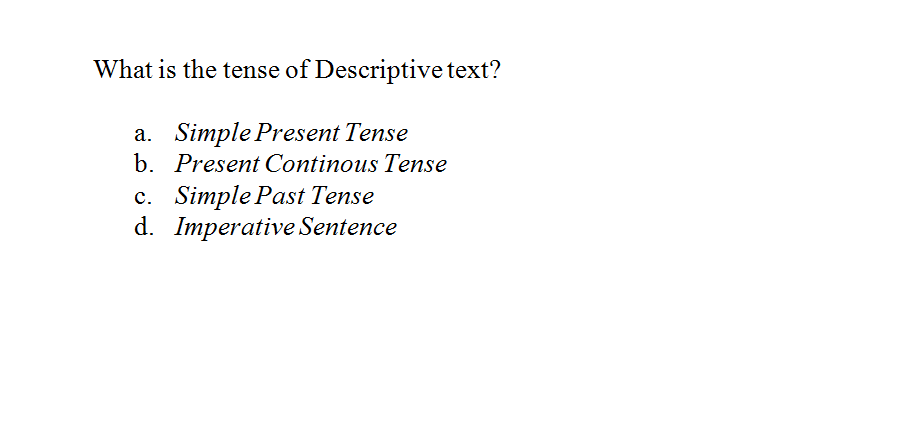 What is the tense of Descriptive text?
a. Simple Present Tense
b. Present Continous Tense
c. Simple Past Tense
d. Imperative Sentence